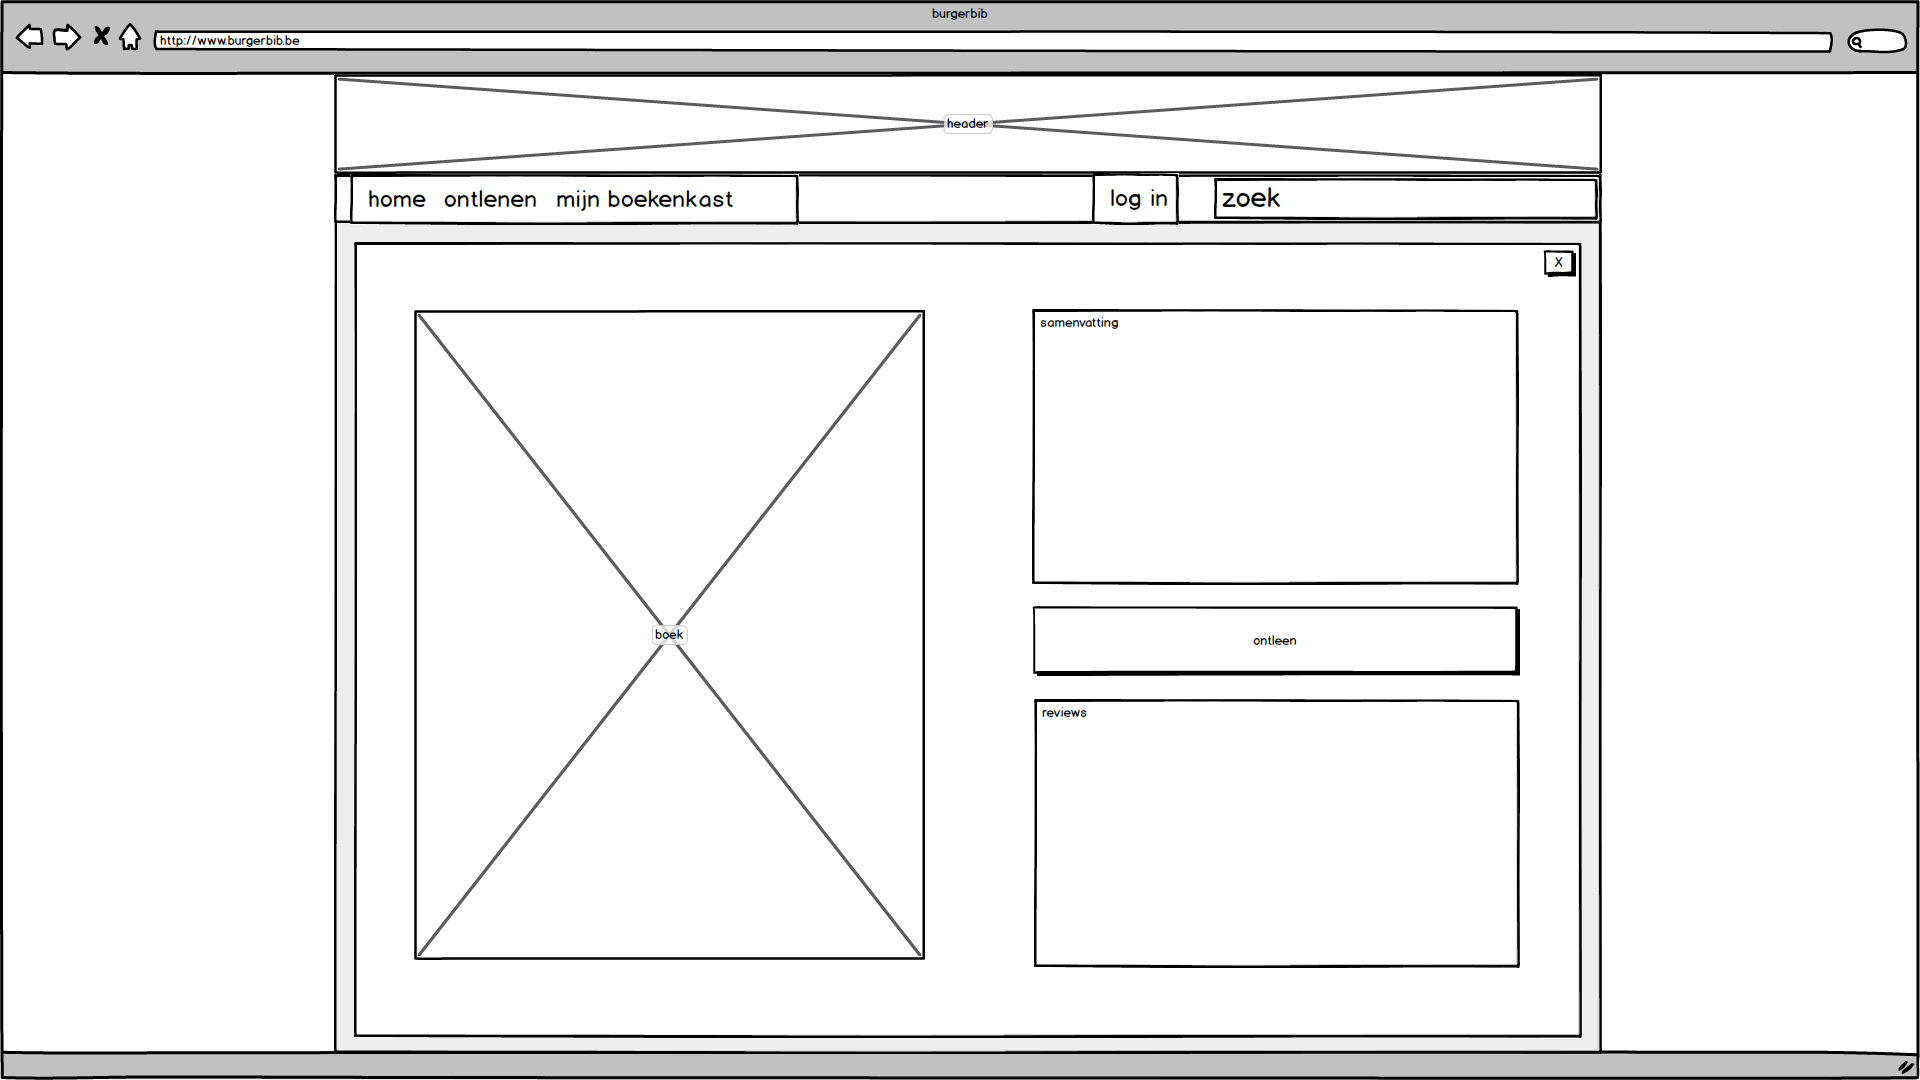 burgerbib
http://www.burgerbib.be
header
home ontlenen mijn boekenkast
log in
zoek
X
boek
samenvatting
ontleen
reviews